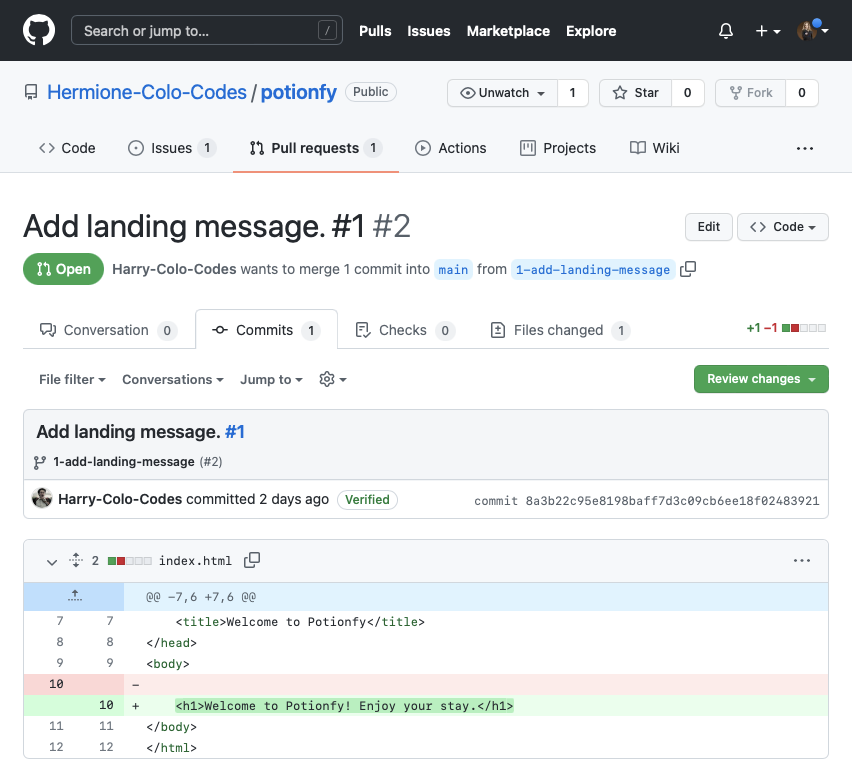 Search or jump to... /
Pulls Issues Marketplace Explore
Hermione-Colo-Codes / potionfy Public
Unwatch 1 Star 0 Fork 0
Code Issues 1 Pull requests 1 Actions Projects Wiki ...
Add landing message. #1 #2
Edit <> Code
Open Harry-Colo-Codes wants to merge 1 commit into main from 1-add-landing-message
Conversation 0 Commits 1 Checks 0 Files changed 1 +1 −1
File filter Conversations Jump to Review changes
Add landing message. #1
1-add-landing-message (#2)
Harry-Colo-Codes committed 2 days ago Verified commit 8a3b22c95e8198baff7d3c09cb6ee18f02483921
2 index.html ...
@@ -7,6 +7,6 @@
7 7 <title>Welcome to Potionfy</title>
8 8 </head>
9 9 <body>
10 -
10 + <h1>Welcome to Potionfy! Enjoy your stay.</h1>
11 11 </body>
12 12 </html>